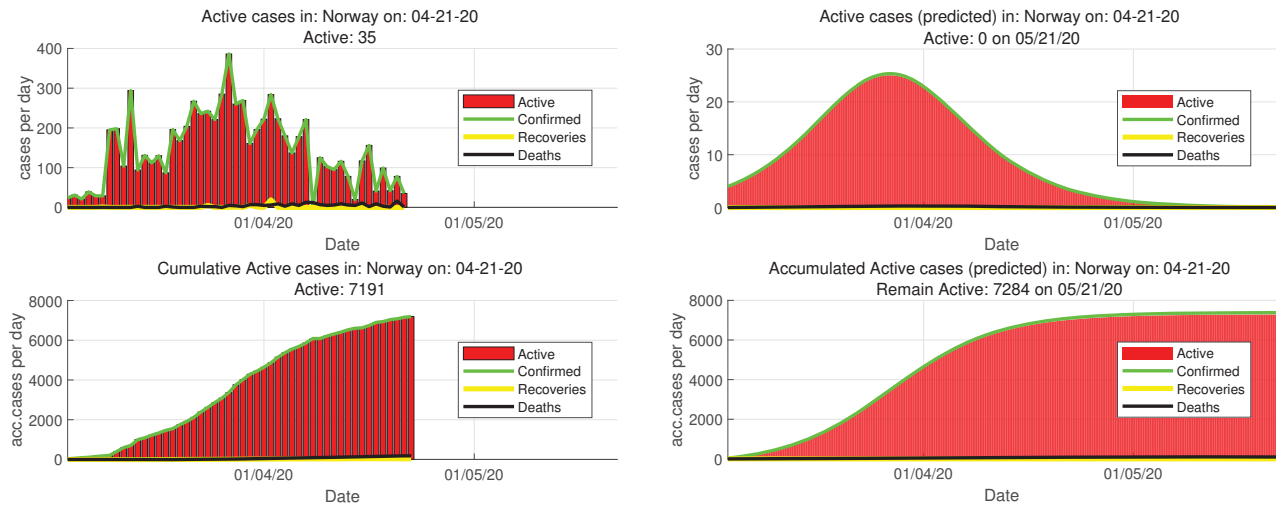 Active cases in: Norway on: 04-21-20
Active: 35
400
300
200
100
0
cases per day
Active
Confirmed
Recoveries
Deaths
01/04/20
01/05/20
Date
Active cases (predicted) in: Norway on: 04-21-20
Active: 0 on 05/21/20
30
20
10
0
cases per day
Active
Confirmed
Recoveries
Deaths
01/04/20
01/05/20
Date
Cumulative Active cases in: Norway on: 04-21-20
Active: 7191
8000
6000
4000
2000
0
acc.cases per day
Active
Confirmed
Recoveries
Deaths
01/04/20
01/05/20
Date
Accumulated Active cases (predicted) in: Norway on: 04-21-20
Remain Active: 7284 on 05/21/20
8000
6000
4000
2000
0
acc.cases per day
Active
Confirmed
Recoveries
Deaths
01/04/20
01/05/20
Date